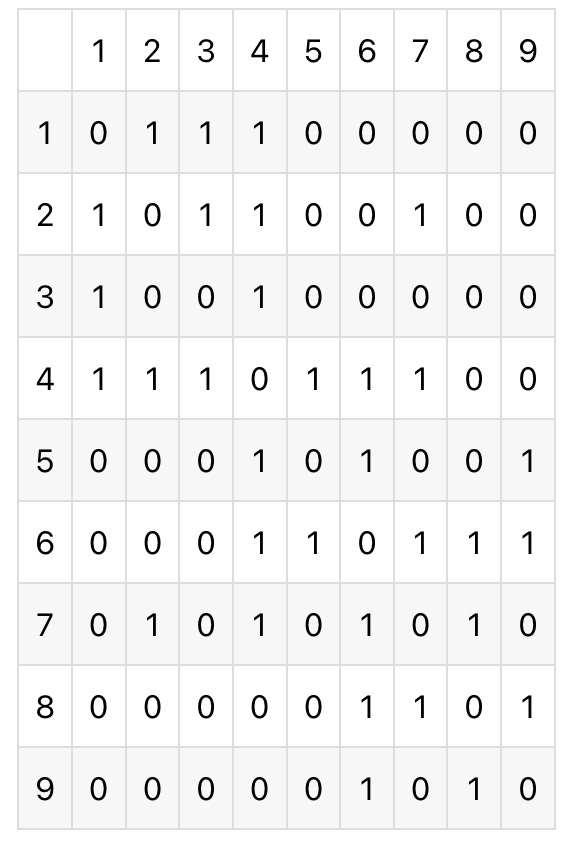 1 2 3 4 5 6 7 8 9
1 0 1 1 1 0 0 0 0 0
2 1 0 1 1 0 0 1 0 0
3 1 0 0 1 0 0 0 0 0
4 1 1 1 0 1 1 1 0 0
5 0 0 0 1 0 1 0 0 1
6 0 0 0 1 1 0 1 1 1
7 0 1 0 1 0 1 0 1 0
8 0 0 0 0 0 1 1 0 1
9 0 0 0 0 0 1 0 1 0